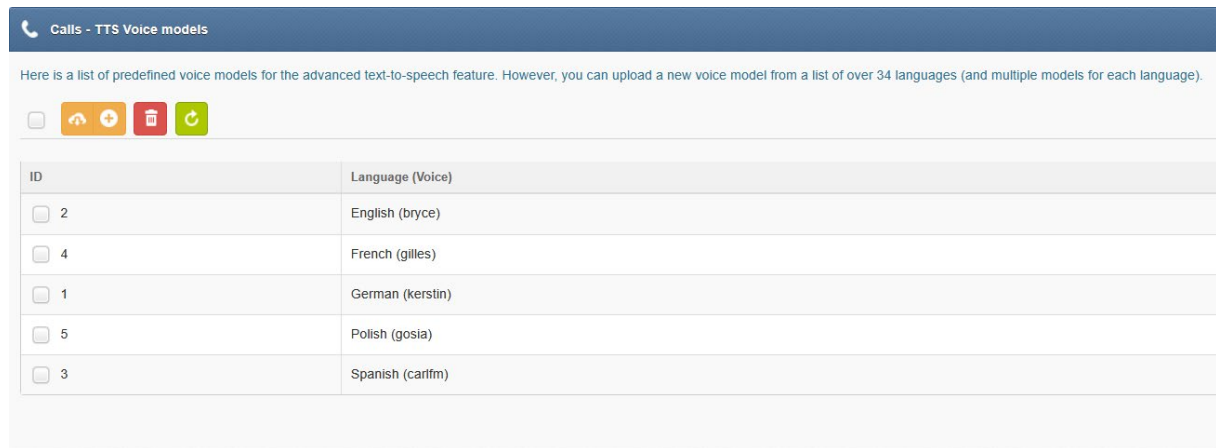 Calls - TTS Voice models
Here is a list of predefined voice models for the advanced text-to-speech feature. However, you can upload a new voice model from a list of over 34 languages (and multiple models for each language).
ID Language (Voice)
2 English (bryce)
4 French (gilles)
1 German (kerstin)
5 Polish (gosia)
3 Spanish (carlfm)